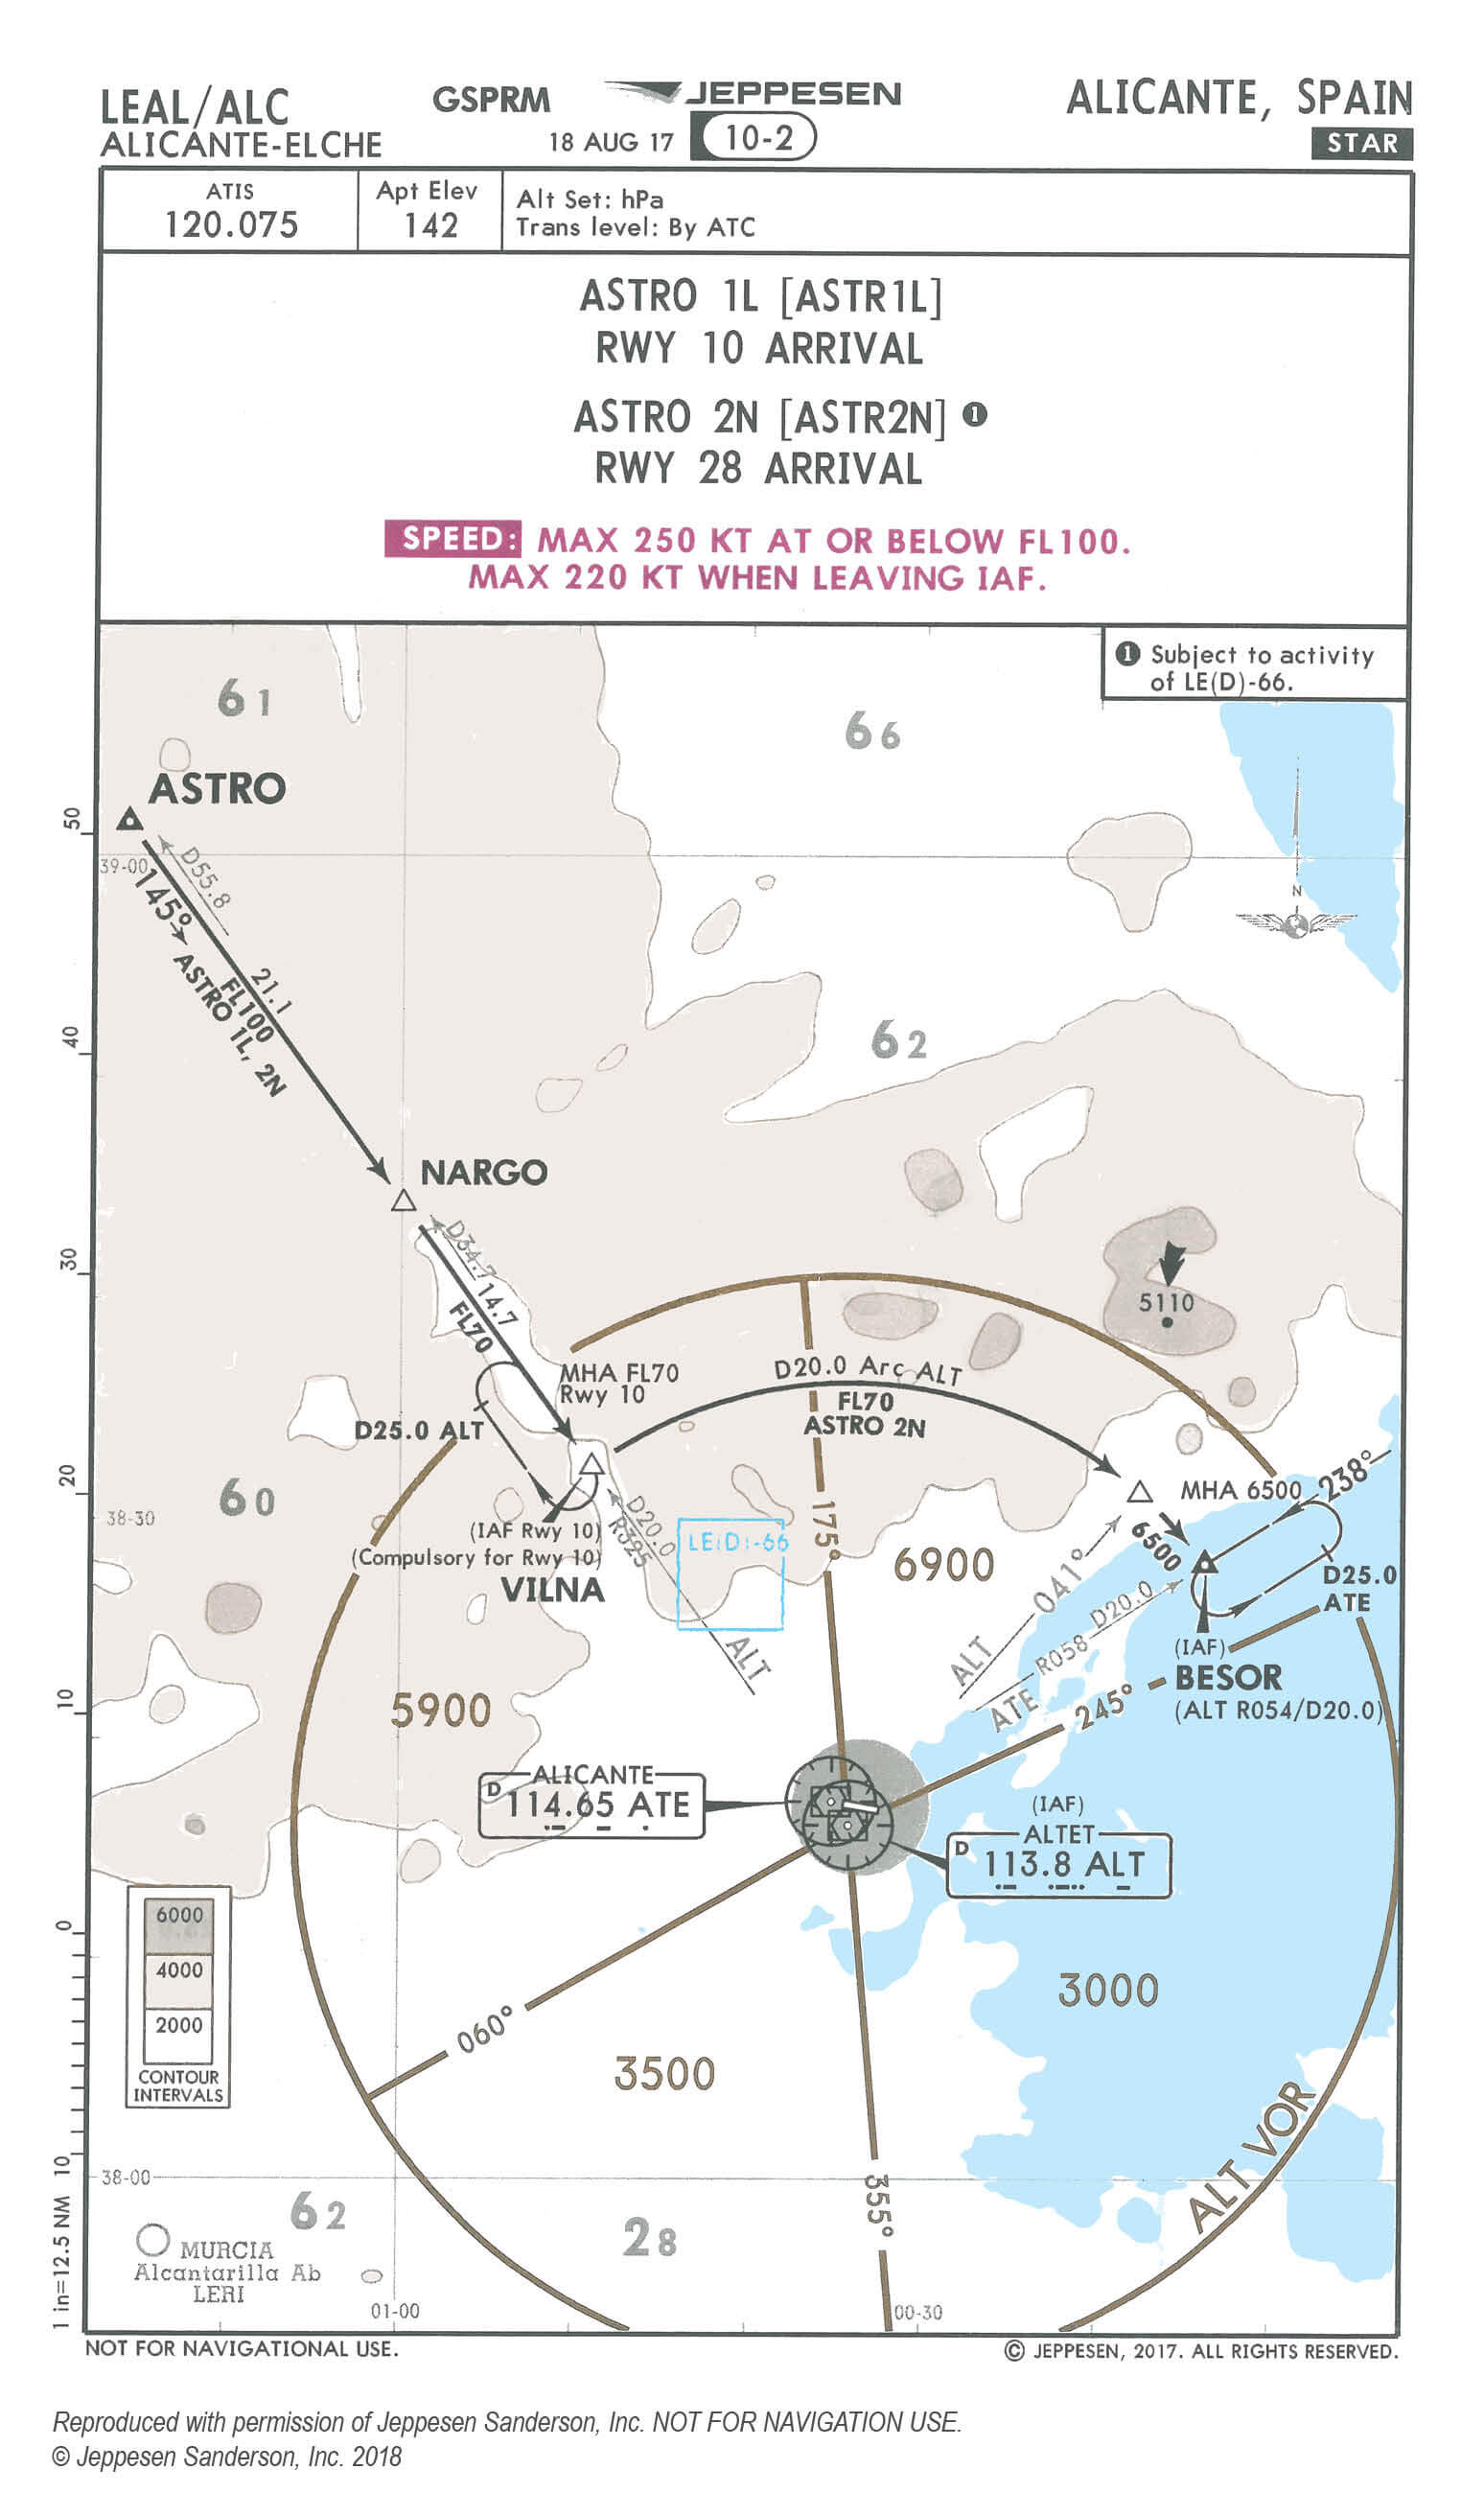 LEAL/ALC
ALICANTE-ELCHE
GSPRM
JEPPESEN
18 AUG 17
10-2
ALICANTE, SPAIN
STAR
ATIS
120.075
Apt Elev
142
Alt Set: hPa
Trans level: By ATC
ASTRO 1L [ASTR1L]
RWY 10 ARRIVAL
ASTRO 2N [ASTR2N] 1
RWY 28 ARRIVAL
SPEED: MAX 250 KT AT OR BELOW FL100.
MAX 220 KT WHEN LEAVING IAF.
1 Subject to activity
of LE(D)-66.
61
66
ASTRO
50
39-00
D55.8
145°
N
21.1
FL100
ASTRO 1L, 2N
40
62
NARGO
30
D34.7
14.7
FL70
5110
MHA FL70
Rwy 10
D20.0 Arc ALT
FL70
ASTRO 2N
D25.0 ALT
20
60
38-30
MHA 6500
238°
(IAF Rwy 10)
(Compulsory for Rwy 10)
VILNA
D20.0
R325
ALT
LE(D)-66
175°
6900
6500
ALT
041°
ATE
R058
D20.0
D25.0
ATE
(IAF)
BESOR
(ALT R054/D20.0)
245°
10
5900
ALICANTE
D
114.65 ATE
(IAF)
ALTET
D
113.8 ALT
0
6000
4000
2000
CONTOUR
INTERVALS
060°
3500
3000
ALT VOR
10
38-00
355°
62
28
MURCIA
Alcantarilla Ab
LERI
01-00
00-30
1 in=12.5 NM
NOT FOR NAVIGATIONAL USE.
© JEPPESEN, 2017. ALL RIGHTS RESERVED.
Reproduced with permission of Jeppesen Sanderson, Inc. NOT FOR NAVIGATION USE.
© Jeppesen Sanderson, Inc. 2018